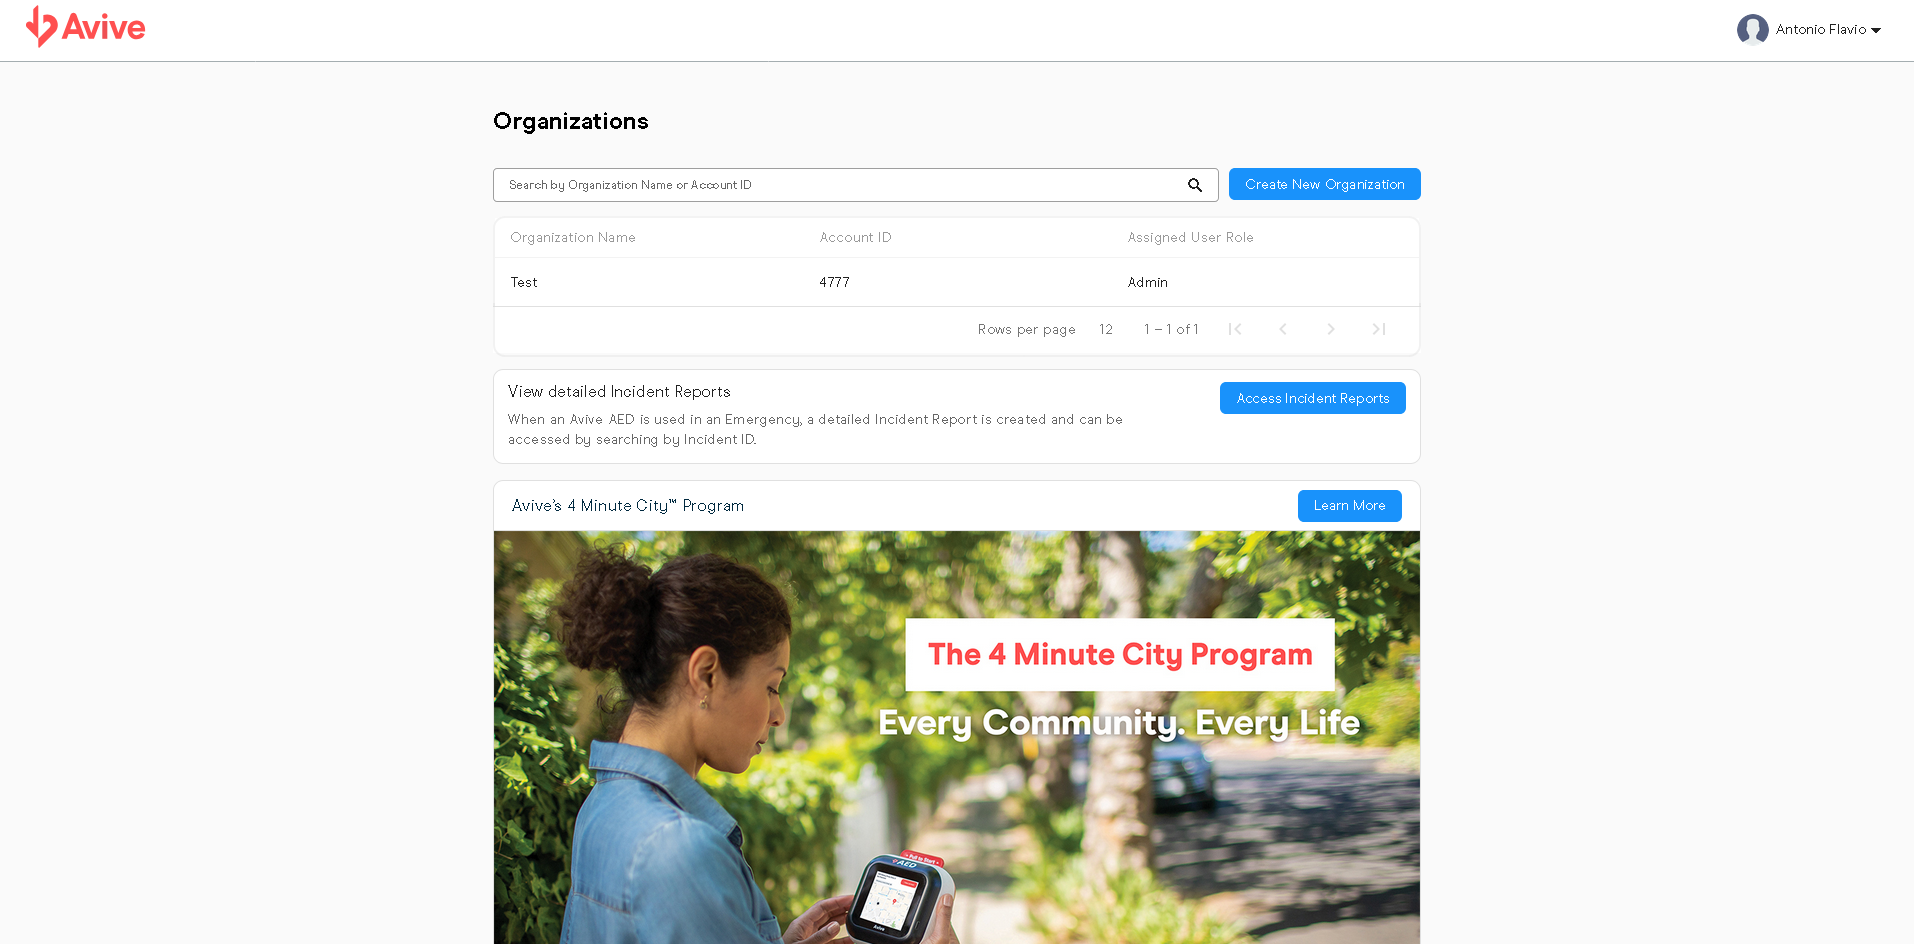 Avive
Antonio Flavio
Organizations
Search by Organization Name or Account ID
Create New Organization
Organization Name Account ID Assigned User Role
Test 4777 Admin
Rows per page 12 1 – 1 of 1
View detailed Incident Reports
Access Incident Reports
When an Avive AED is used in an Emergency, a detailed Incident Report is created and can be
accessed by searching by Incident ID.
Avive's 4 Minute City™ Program
Learn More
The 4 Minute City Program
Every Community. Every Life
Pull to Start
AED
Avive